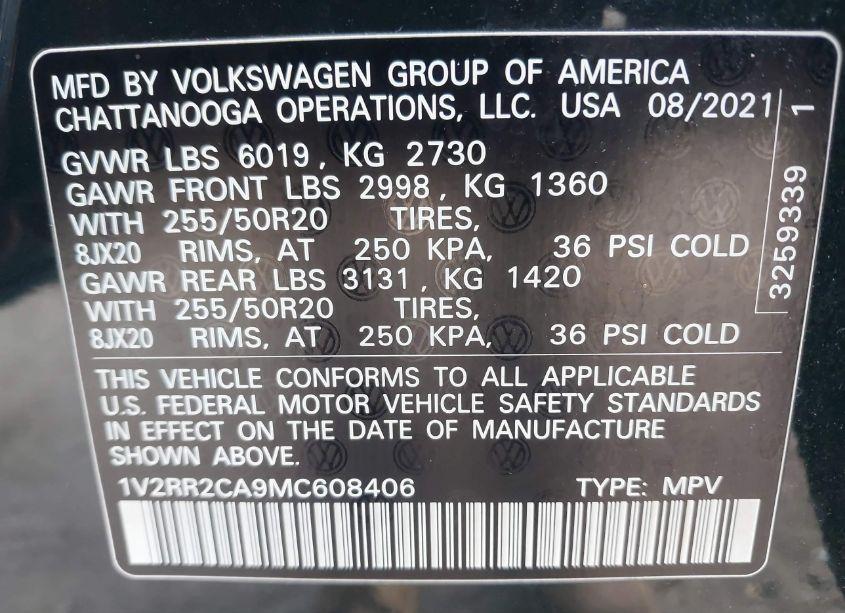 MFD BY VOLKSWAGEN GROUP OF AMERICA
CHATTANOOGA OPERATIONS, LLC. USA 08/2021
GVWR LBS 6019, KG 2730
GAWR FRONT LBS 2998, KG 1360
WITH 255/50R20 TIRES,
8JX20 RIMS, AT 250 KPA, 36 PSI COLD
GAWR REAR LBS 3131, KG 1420
WITH 255/50R20 TIRES,
8JX20 RIMS, AT 250 KPA, 36 PSI COLD
3259339 1
THIS VEHICLE CONFORMS TO ALL APPLICABLE
U.S. FEDERAL MOTOR VEHICLE SAFETY STANDARDS
IN EFFECT ON THE DATE OF MANUFACTURE
SHOWN ABOVE.
1V2RR2CA9MC608406 TYPE: MPV